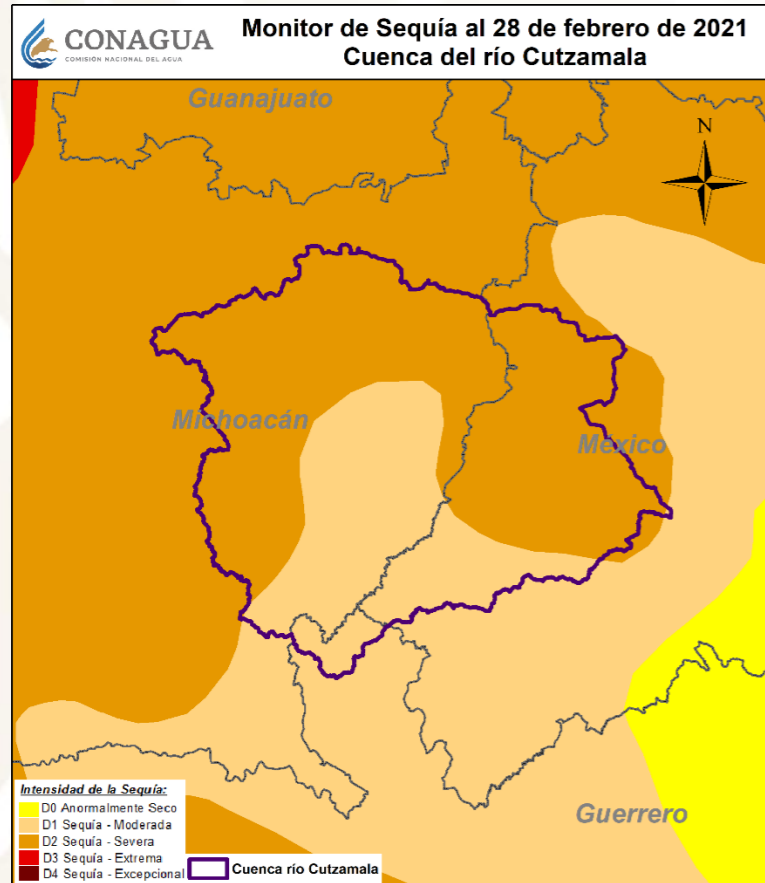 CONAGUA
COMISIÓN NACIONAL DEL AGUA
Monitor de Sequía al 28 de febrero de 2021
Cuenca del río Cutzamala
Guanajuato
N
Michoacán
México
Guerrero
Intensidad de la Sequía:
D0 Anormalmente Seco
D1 Sequía - Moderada
D2 Sequía - Severa
D3 Sequía - Extrema
D4 Sequía - Excepcional
Cuenca río Cutzamala